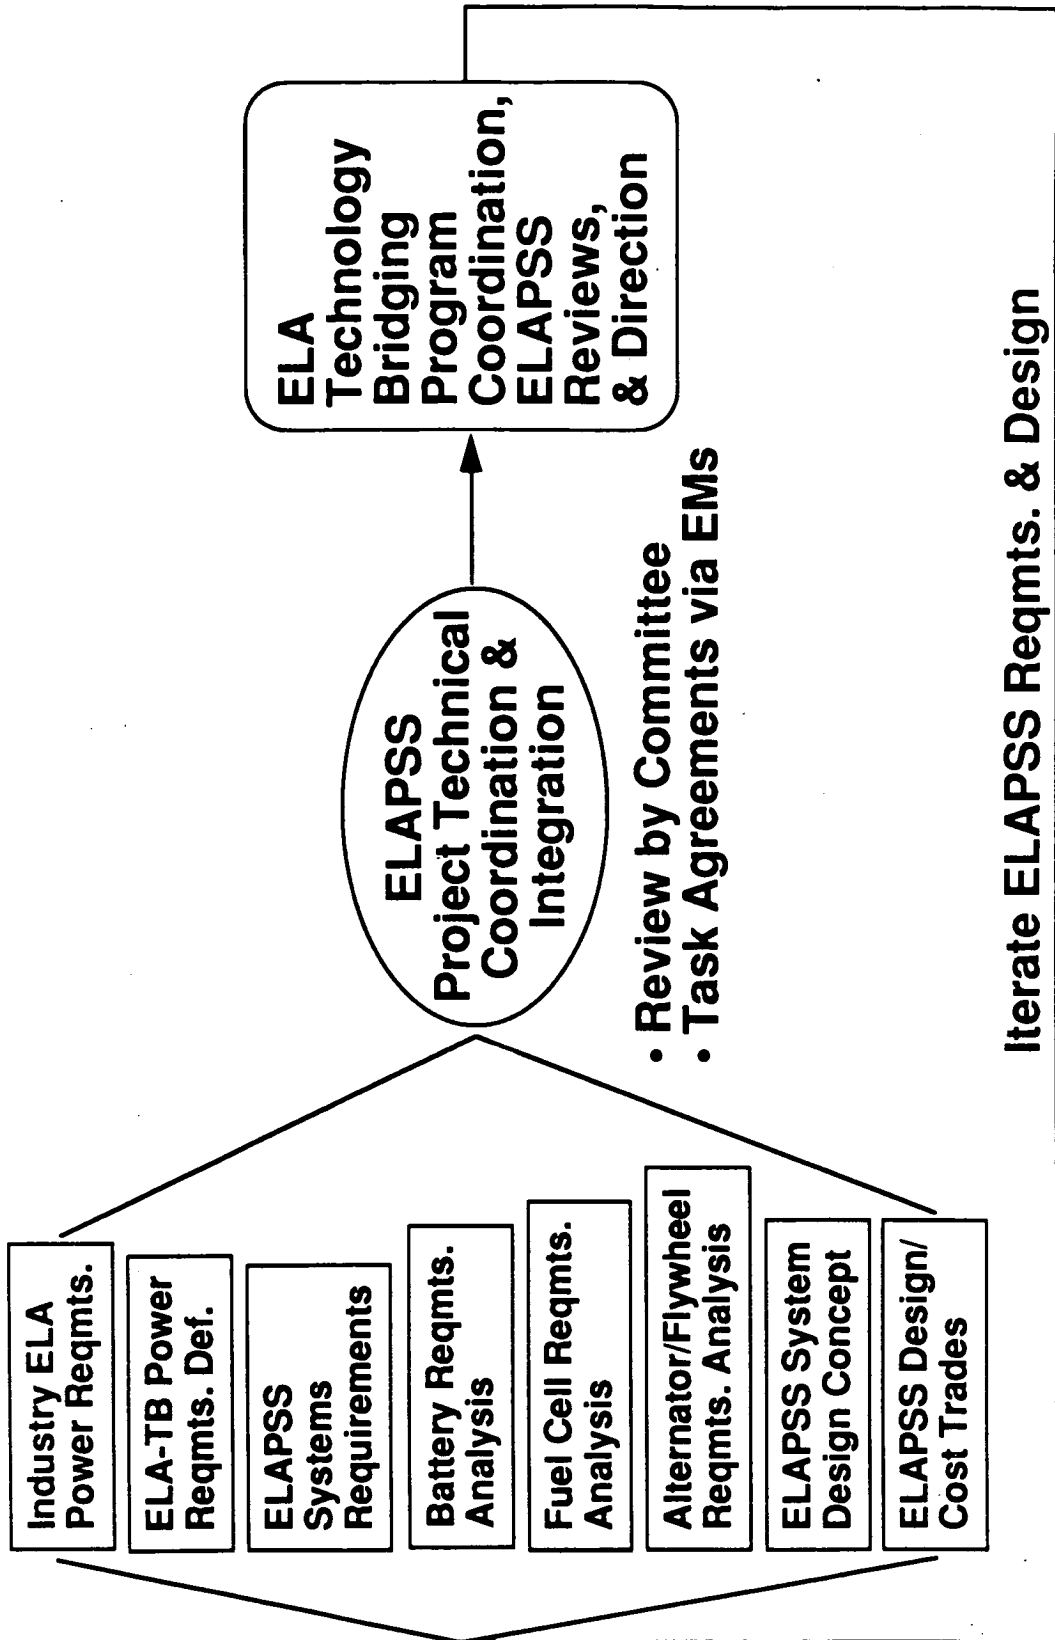 Industry ELA
Power Reqmts.
ELA-TB Power
Reqmts. Def.
ELAPSS
Systems
Requirements
Battery Reqmts.
Analysis
Fuel Cell Reqmts.
Analysis
Alternator/Flywheel
Reqmts. Analysis
ELAPSS System
Design Concept
ELAPSS Design/
Cost Trades
ELAPSS
Project Technical
Coordination &
Integration
• Review by Committee
• Task Agreements via EMs
ELA
Technology
Bridging
Program
Coordination,
ELAPSS
Reviews,
& Direction
Iterate ELAPSS Reqmts. & Design